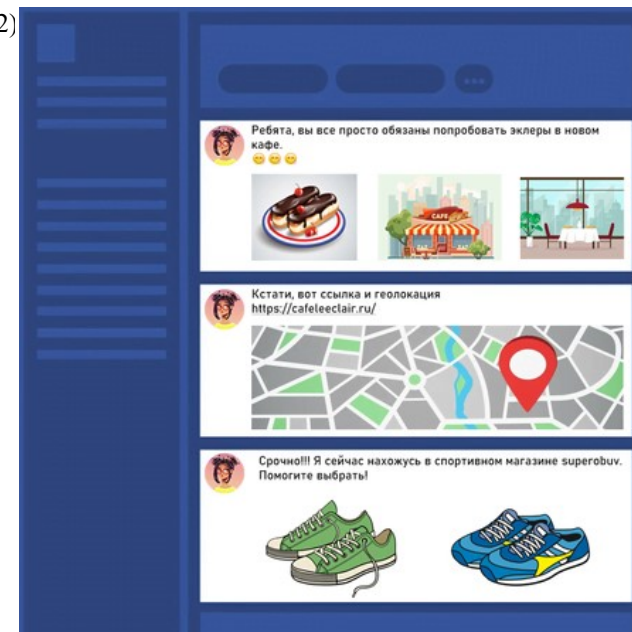 2)
Ребята, вы все просто обязаны попробовать эклеры в новом
кафе.
CAFE
Кстати, вот ссылка и геолокация
https://cafeleeclair.ru/
Срочно!!! Я сейчас нахожусь в спортивном магазине superobuv.
Помогите выбрать!